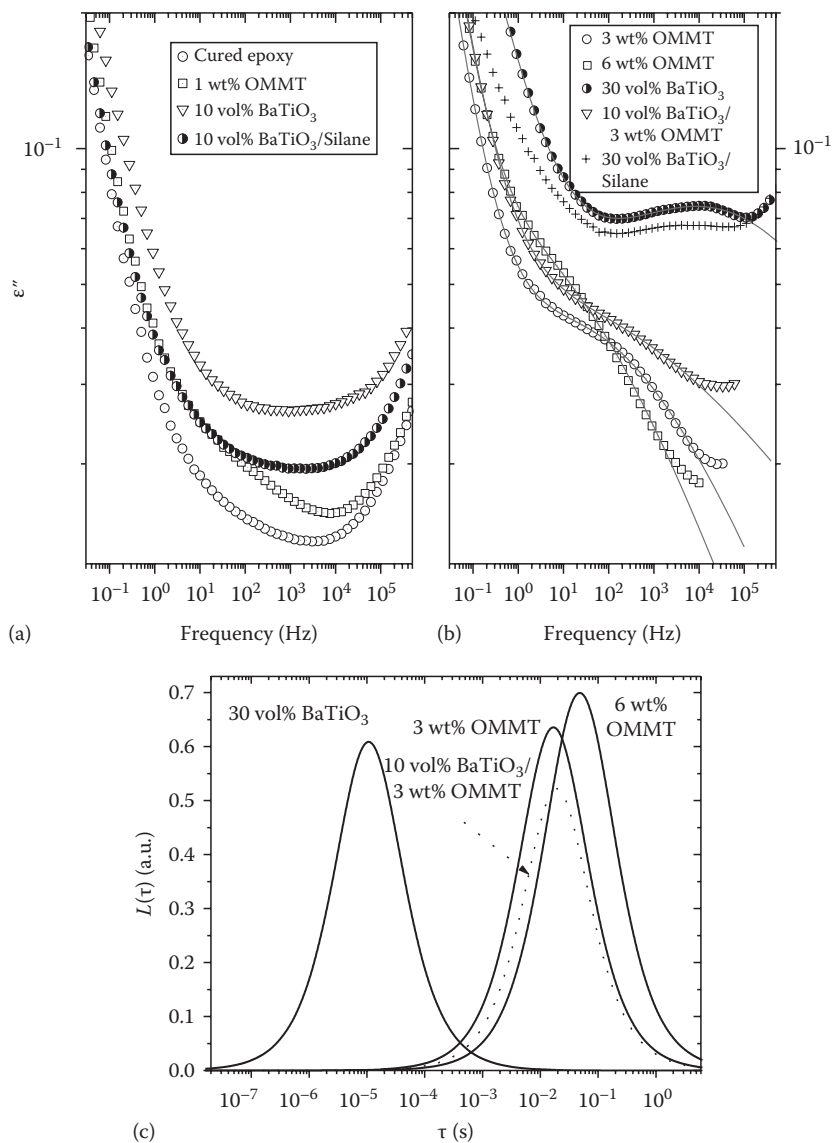 Cured epoxy
1 wt% OMMT
10 vol% BaTiO₃
10 vol% BaTiO₃/Silane
3 wt% OMMT
6 wt% OMMT
30 vol% BaTiO₃
10 vol% BaTiO₃/
3 wt% OMMT
30 vol% BaTiO₃/
Silane
10⁻¹
10⁻¹
ε″
10⁻¹ 10⁰ 10¹ 10² 10³ 10⁴ 10⁵
10⁻¹ 10⁰ 10¹ 10² 10³ 10⁴ 10⁵
(a)
Frequency (Hz)
(b)
Frequency (Hz)
0.7
0.6
0.5
0.4
0.3
0.2
0.1
0.0
L(τ) (a.u.)
30 vol% BaTiO₃
3 wt% OMMT
6 wt%
OMMT
10 vol% BaTiO₃/
3 wt% OMMT
10⁻⁷ 10⁻⁶ 10⁻⁵ 10⁻⁴ 10⁻³ 10⁻² 10⁻¹ 10⁰
(c)
τ (s)